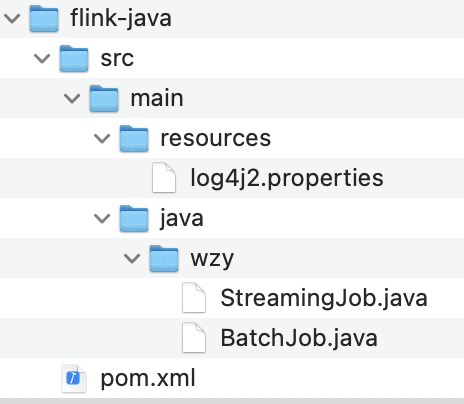 flink-java
src
main
resources
log4j2.properties
java
wzy
StreamingJob.java
BatchJob.java
pom.xml